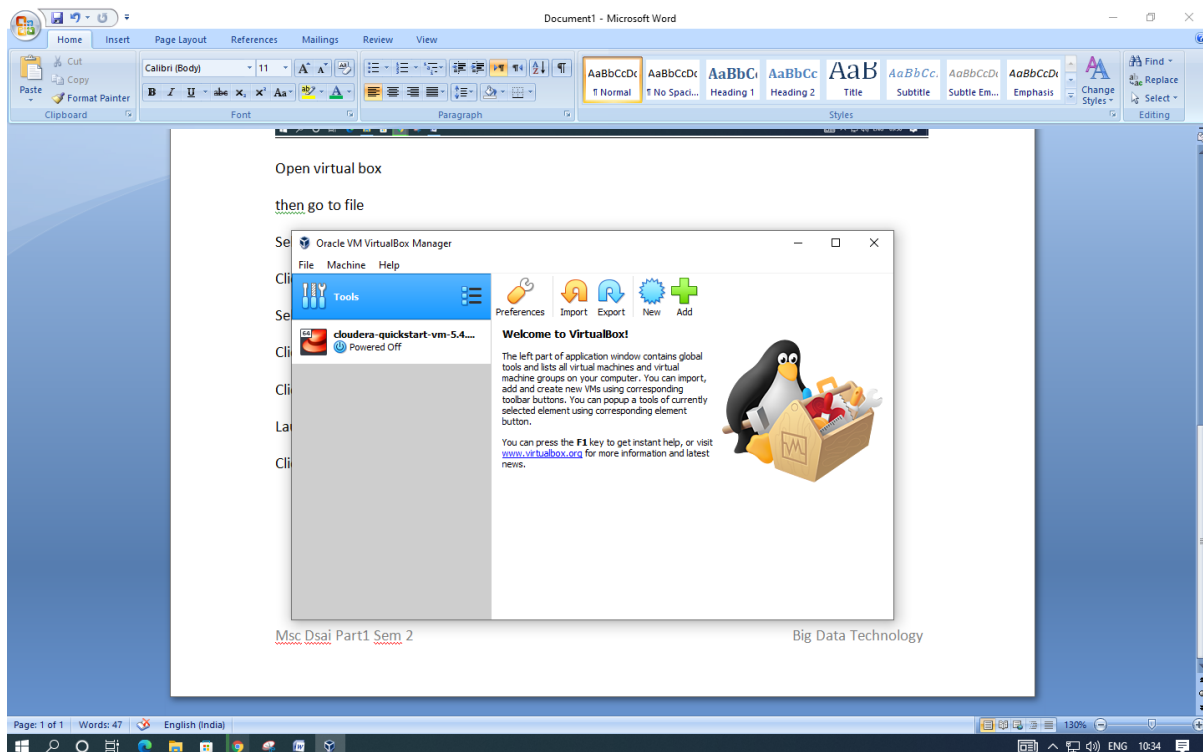 Document1 - Microsoft Word
Home Insert Page Layout References Mailings Review View
Cut
Copy
Paste
Format Painter
Clipboard
Calibri (Body) 11
Font
Paragraph
AaBbCcDc AaBbCcDc AaBbC AaBbCc AaB AaBbCc. AaBbCcDc AaBbCcDc
¶ Normal ¶ No Spaci... Heading 1 Heading 2 Title Subtitle Subtle Em... Emphasis
Change Styles
Styles
Find
Replace
Select
Editing
Open virtual box
then go to file
Oracle VM VirtualBox Manager
File Machine Help
Tools
Preferences Import Export New Add
cloudera-quickstart-vm-5.4....
Powered Off
Welcome to VirtualBox!
The left part of application window contains global
tools and lists all virtual machines and virtual
machine groups on your computer. You can import,
add and create new VMs using corresponding
toolbar buttons. You can popup a tools of currently
selected element using corresponding element
button.
You can press the F1 key to get instant help, or visit
www.virtualbox.org for more information and latest
news.
Msc Dsai Part1 Sem 2
Big Data Technology
Page: 1 of 1 Words: 47 English (India)
130%
ENG 10:34